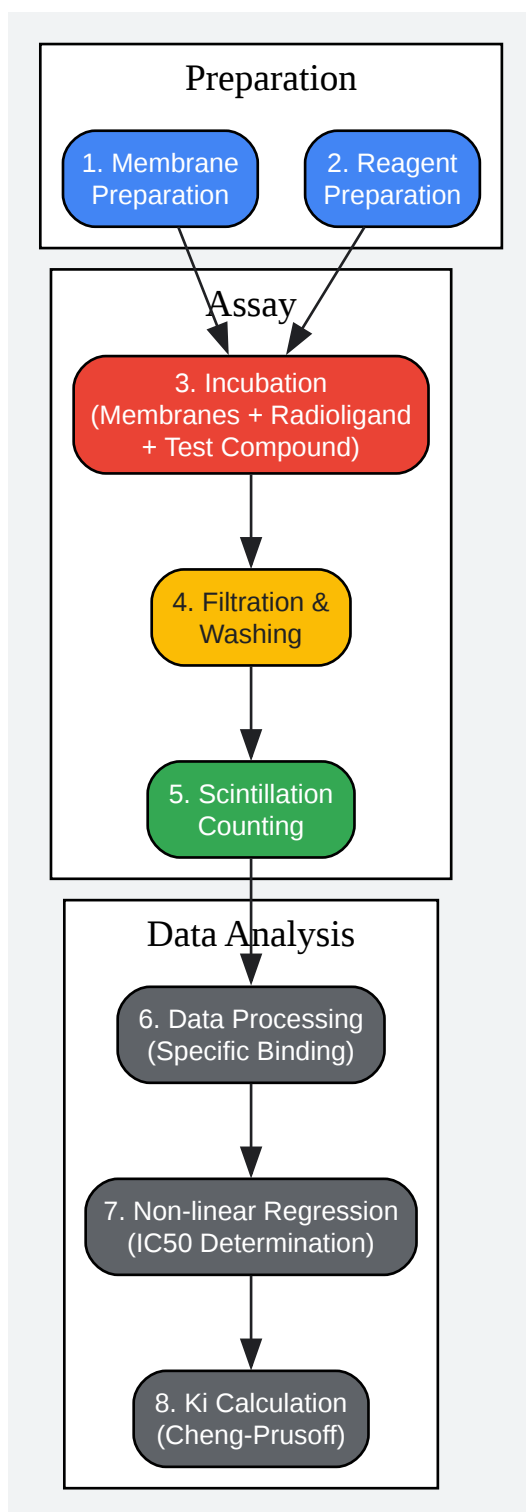 Preparation
1. Membrane
Preparation
2. Reagent
Preparation
Assay
3. Incubation
(Membranes + Radioligand
+ Test Compound)
4. Filtration &
Washing
5. Scintillation
Counting
Data Analysis
6. Data Processing
(Specific Binding)
7. Non-linear Regression
(IC50 Determination)
8. Ki Calculation
(Cheng-Prusoff)